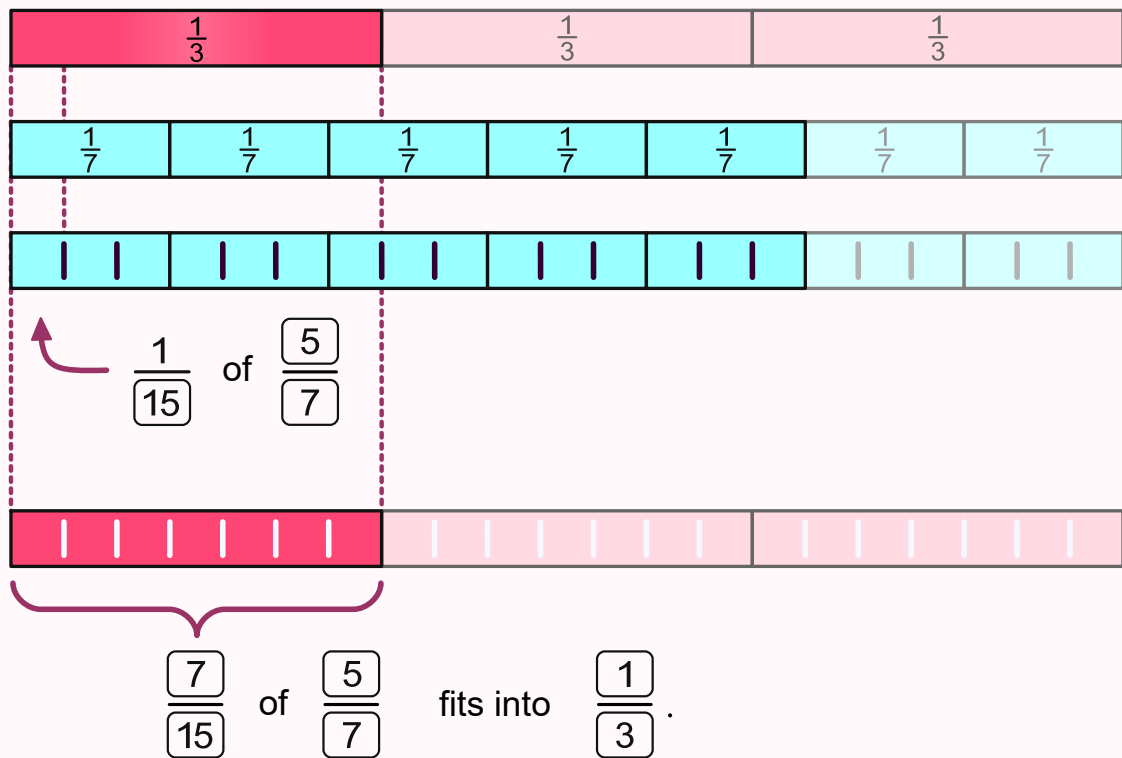 1/3 1/3 1/3
1/7 1/7 1/7 1/7 1/7 1/7 1/7
1/15 of 5/7
7/15 of 5/7 fits into 1/3 .